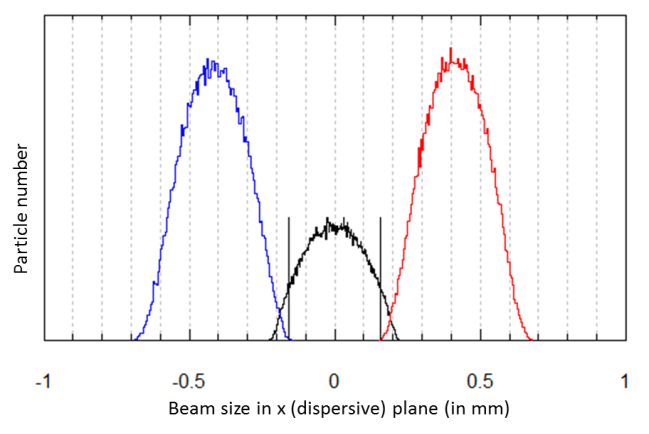 Particle number
-1 -0.5 0 0.5 1
Beam size in x (dispersive) plane (in mm)